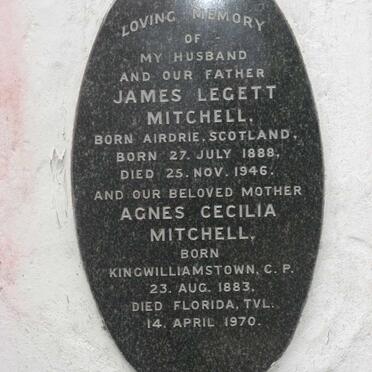 LOVING MEMORY
OF
MY HUSBAND
AND OUR FATHER
JAMES LEGETT
MITCHELL,
BORN AIRDRIE, SCOTLAND,
BORN 27. JULY 1888,
DIED 25. NOV. 1946.
AND OUR BELOVED MOTHER
AGNES CECILIA
MITCHELL,
BORN
KINGWILLIAMSTOWN, C. P.
23. AUG. 1883,
DIED FLORIDA, TVL.
14. APRIL 1970.